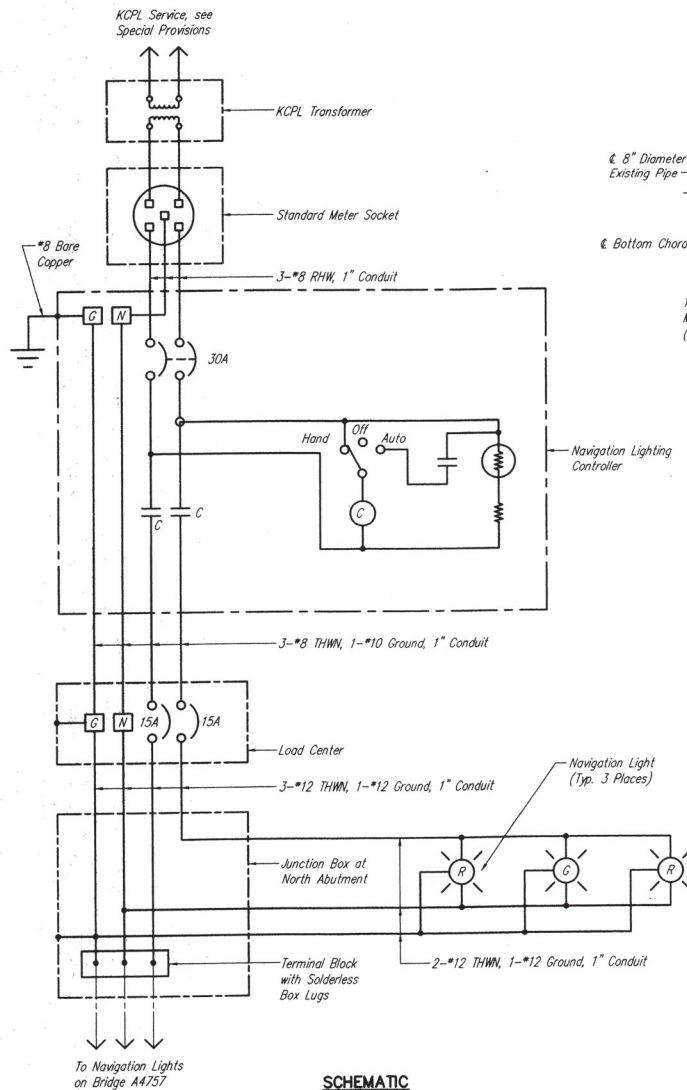 KCPL Service, see
Special Provisions
KCPL Transformer
℄ 8" Diameter
Existing Pipe
Standard Meter Socket
℄ Bottom Chord
#8 Bare
Copper
3-#8 RHW, 1" Conduit
G
N
30A
Hand
Off
Auto
Navigation Lighting
Controller
C
C
C
3-#8 THWN, 1-#10 Ground, 1" Conduit
G
N
15A
15A
Load Center
Navigation Light
(Typ. 3 Places)
3-#12 THWN, 1-#12 Ground, 1" Conduit
Junction Box at
North Abutment
R
G
R
Terminal Block
with Solderless
Box Lugs
2-#12 THWN, 1-#12 Ground, 1" Conduit
To Navigation Lights
on Bridge A4757
SCHEMATIC